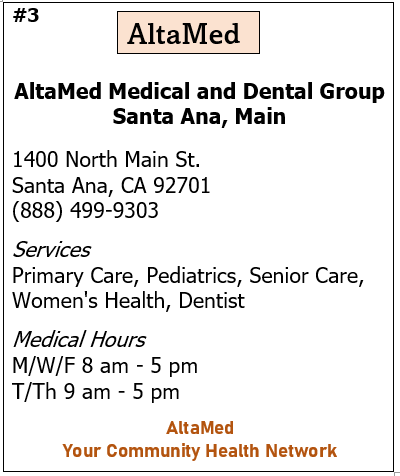 #3
AltaMed
AltaMed Medical and Dental Group
Santa Ana, Main
1400 North Main St.
Santa Ana, CA 92701
(888) 499-9303
Services
Primary Care, Pediatrics, Senior Care,
Women's Health, Dentist
Medical Hours
M/W/F 8 am - 5 pm
T/Th 9 am - 5 pm
AltaMed
Your Community Health Network